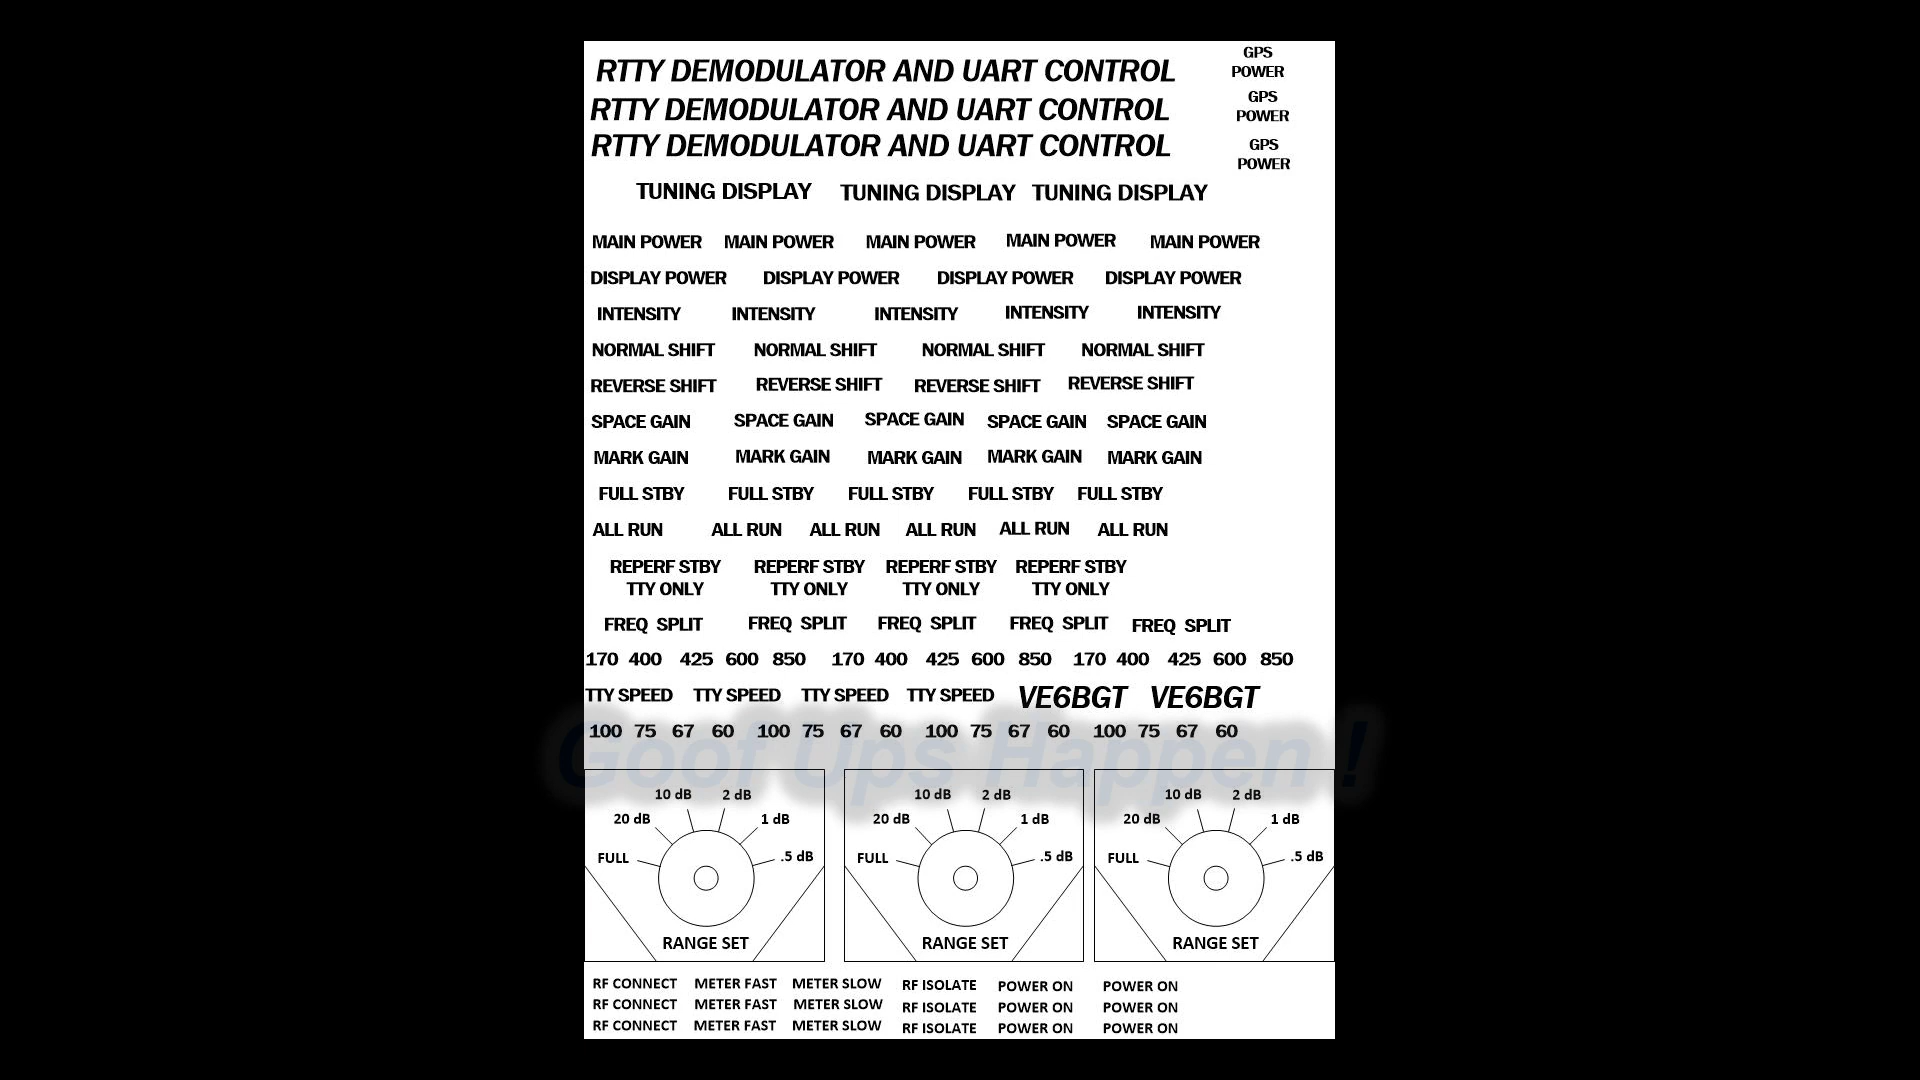 RTTY DEMODULATOR AND UART CONTROL
GPS
POWER
RTTY DEMODULATOR AND UART CONTROL
GPS
POWER
RTTY DEMODULATOR AND UART CONTROL
GPS
POWER
TUNING DISPLAY TUNING DISPLAY TUNING DISPLAY
MAIN POWER MAIN POWER MAIN POWER MAIN POWER MAIN POWER
DISPLAY POWER DISPLAY POWER DISPLAY POWER DISPLAY POWER
INTENSITY INTENSITY INTENSITY INTENSITY INTENSITY
NORMAL SHIFT NORMAL SHIFT NORMAL SHIFT NORMAL SHIFT
REVERSE SHIFT REVERSE SHIFT REVERSE SHIFT REVERSE SHIFT
SPACE GAIN SPACE GAIN SPACE GAIN SPACE GAIN SPACE GAIN
MARK GAIN MARK GAIN MARK GAIN MARK GAIN MARK GAIN
FULL STBY FULL STBY FULL STBY FULL STBY FULL STBY
ALL RUN ALL RUN ALL RUN ALL RUN ALL RUN ALL RUN
REPERF STBY REPERF STBY REPERF STBY REPERF STBY
TTY ONLY TTY ONLY TTY ONLY TTY ONLY
FREQ SPLIT FREQ SPLIT FREQ SPLIT FREQ SPLIT FREQ SPLIT
170 400 425 600 850 170 400 425 600 850 170 400 425 600 850
TTY SPEED TTY SPEED TTY SPEED TTY SPEED VE6BGT VE6BGT
100 75 67 60 100 75 67 60 100 75 67 60 100 75 67 60
Goof Ups Happen !
10 dB 2 dB 10 dB 2 dB 10 dB 2 dB
20 dB 1 dB 20 dB 1 dB 20 dB 1 dB
FULL .5 dB FULL .5 dB FULL .5 dB
RANGE SET RANGE SET RANGE SET
RF CONNECT METER FAST METER SLOW RF ISOLATE POWER ON POWER ON
RF CONNECT METER FAST METER SLOW RF ISOLATE POWER ON POWER ON
RF CONNECT METER FAST METER SLOW RF ISOLATE POWER ON POWER ON